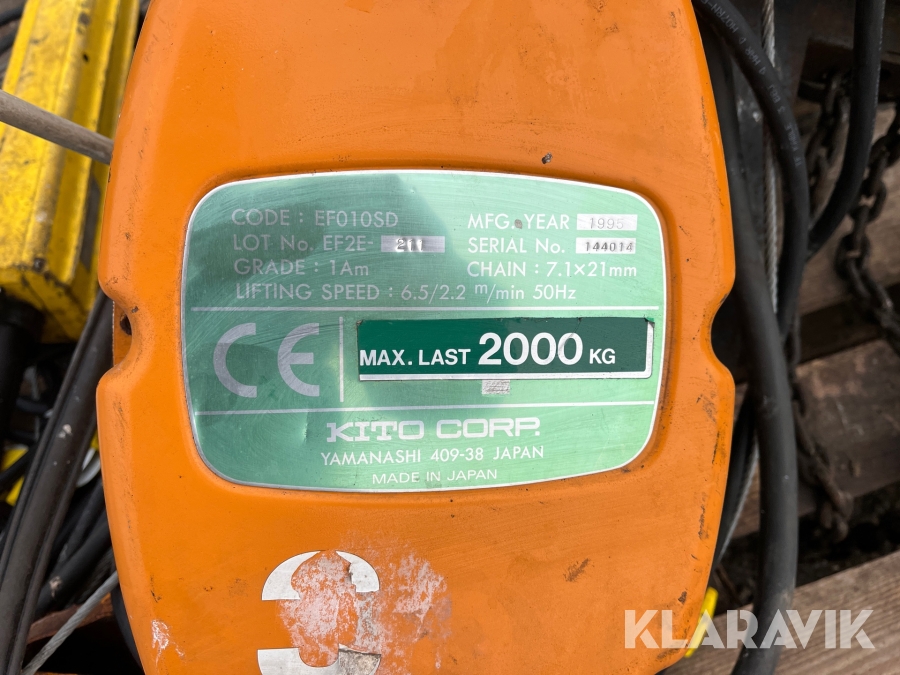 CODE : EF010SD
MFG. YEAR 1995
LOT No. EF2E- 211
SERIAL No. 144014
GRADE : 1Am
CHAIN : 7.1×21mm
LIFTING SPEED : 6.5/2.2 m/min 50Hz
CE
MAX. LAST 2000 KG
KITO CORP.
YAMANASHI 409-38 JAPAN
MADE IN JAPAN
KLARAVIK